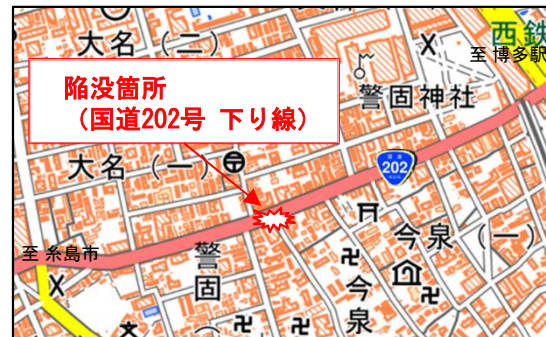 大名（二）
西鉄
至 博多駅
陥没箇所
（国道202号 下り線）
警固神社
大名（一）
国道
202
今泉（一）
至 糸島市
警固
今泉